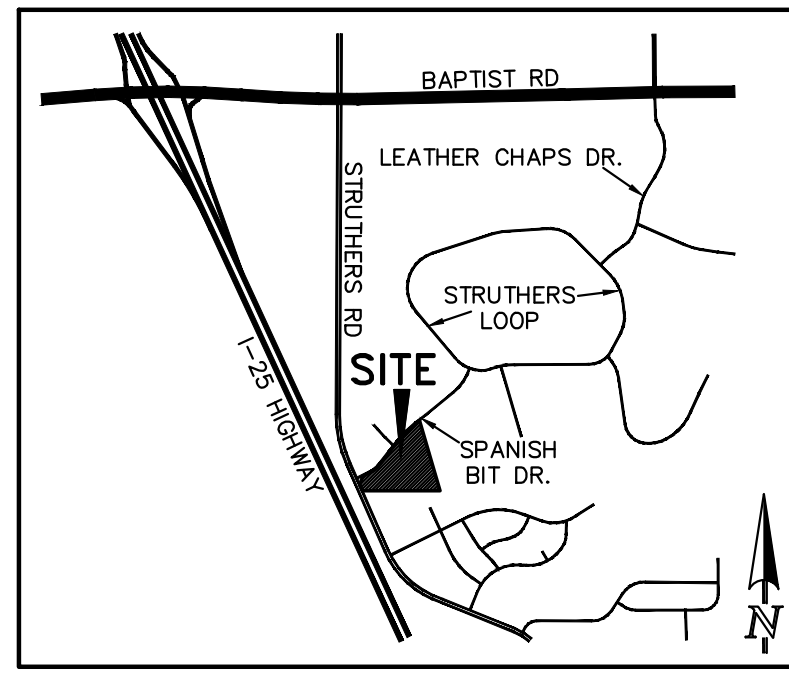 BAPTIST RD
LEATHER CHAPS DR.
STRUTHERS RD
STRUTHERS
LOOP
I-25 HIGHWAY
SITE
SPANISH
BIT DR.
N